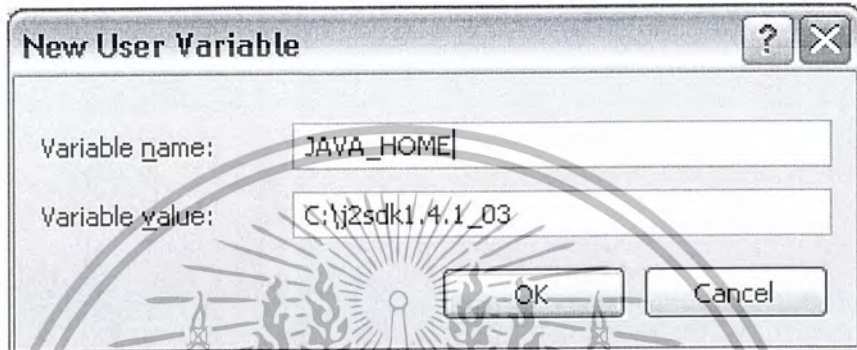 New User Variable
Variable name: JAVA_HOME
Variable value: C:\j2sdk1.4.1_03
OK Cancel